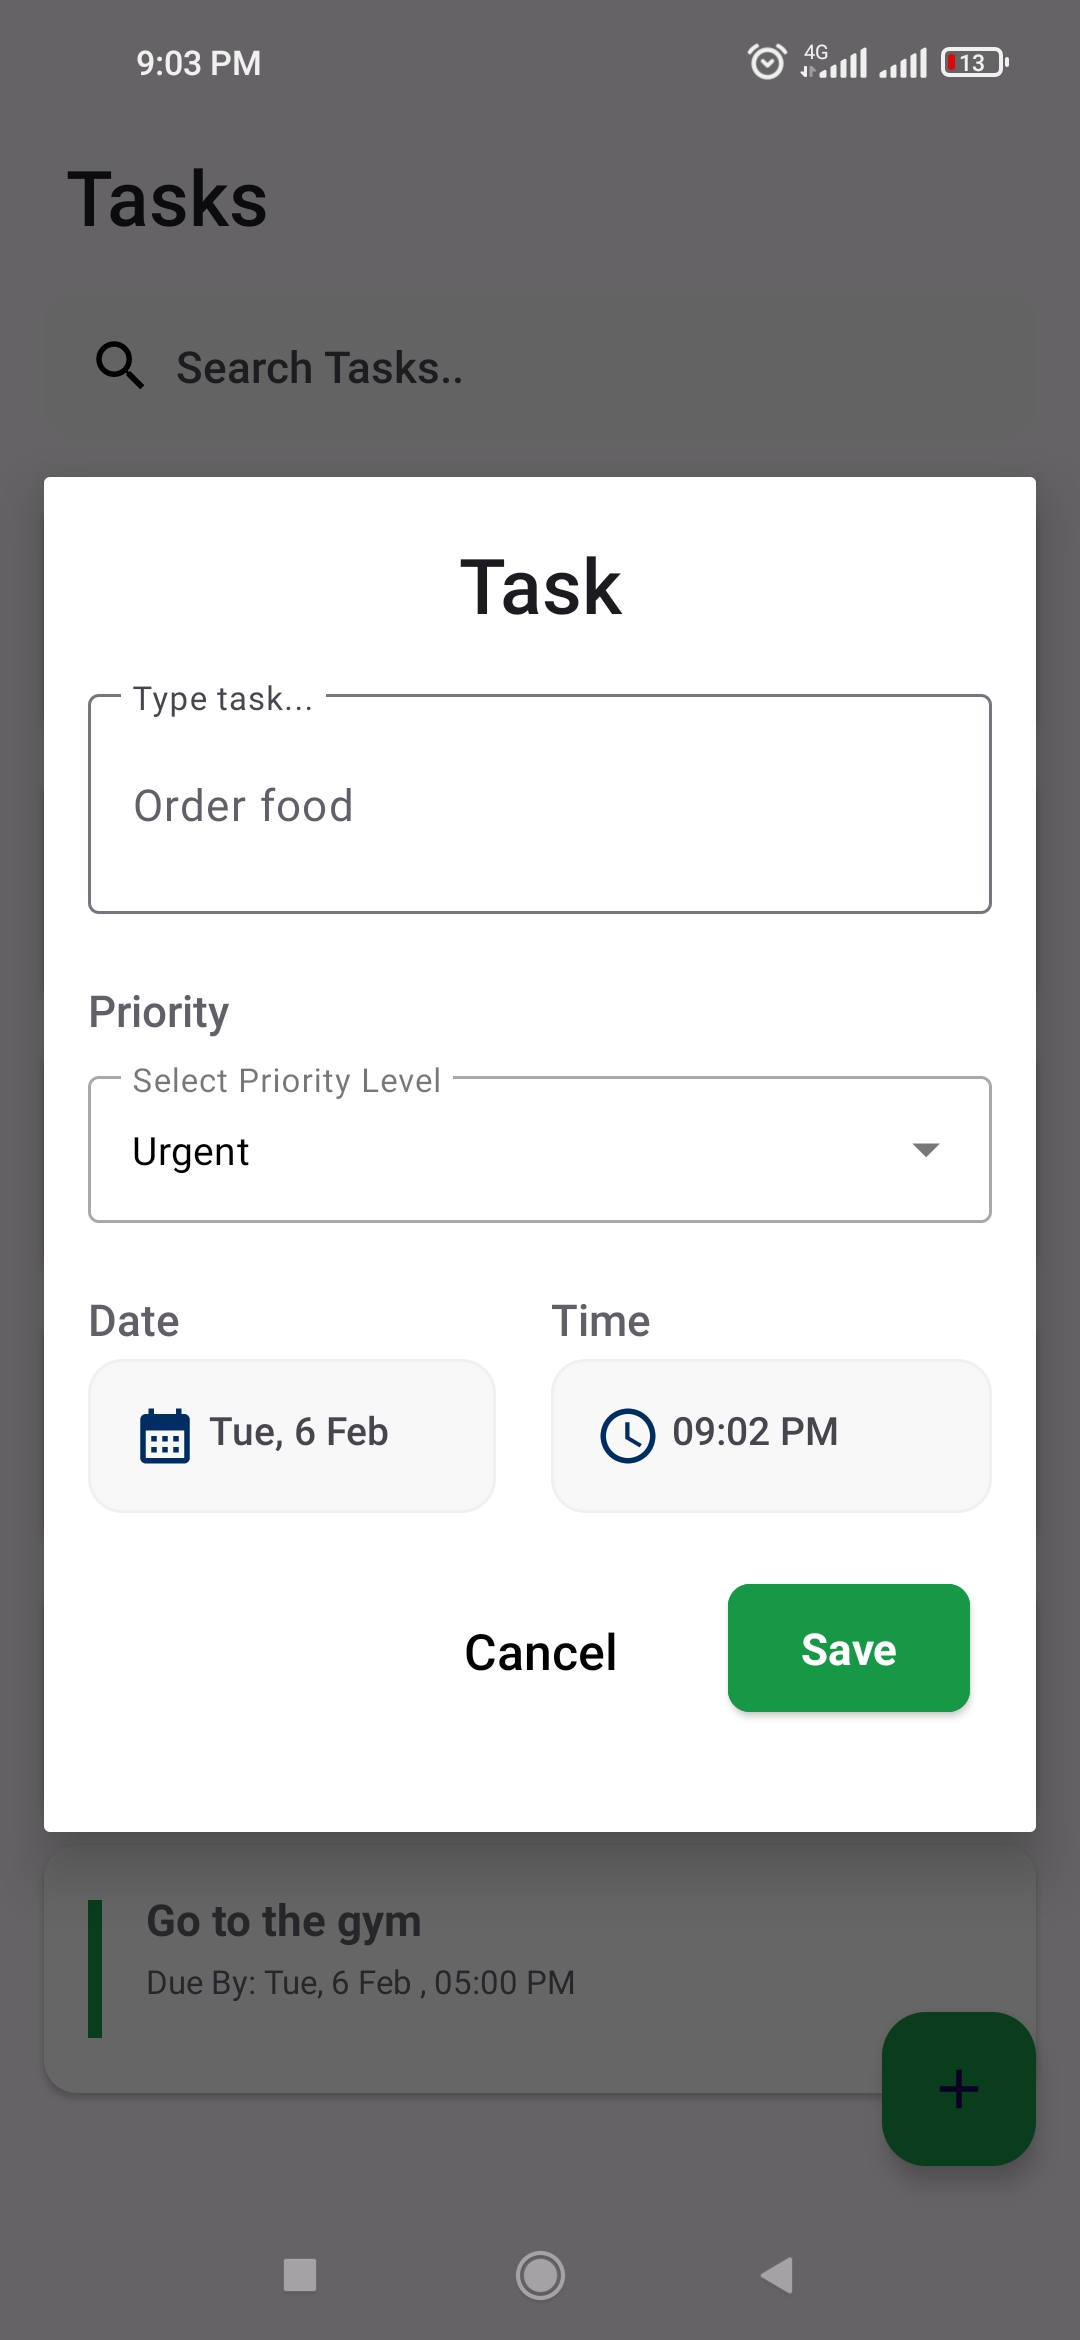 9:03 PM 4G 13
Tasks
Search Tasks..
Task
Type task...
Order food
Priority
Select Priority Level
Urgent
Date Time
Tue, 6 Feb 09:02 PM
Cancel Save
Go to the gym
Due By: Tue, 6 Feb , 05:00 PM